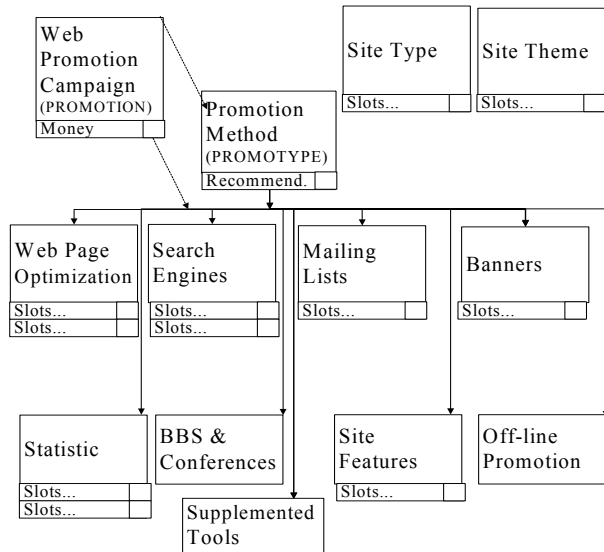 Web
Promotion
Campaign
(PROMOTION)
Money
Promotion
Method
(PROMOTYPE)
Recommend.
Site Type
Slots...
Site Theme
Slots...
Web Page
Optimization
Slots...
Slots...
Search
Engines
Slots...
Slots...
Mailing
Lists
Slots...
Banners
Slots...
Statistic
Slots...
Slots...
BBS &
Conferences
Supplemented
Tools
Site
Features
Slots...
Off-line
Promotion